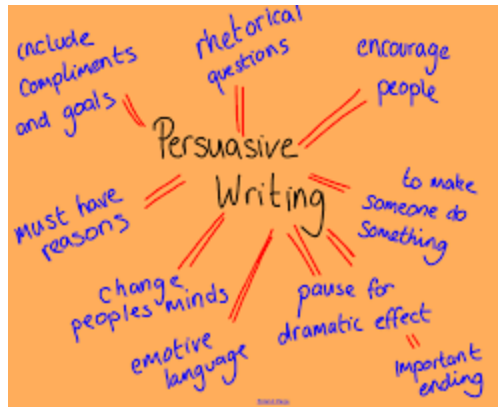 include
compliments
and goals
rhetorical
questions
encourage
people
Persuasive
Writing
must have
reasons
to make
someone do
something
change
peoples minds
pause for
dramatic effect
emotive
language
important
ending